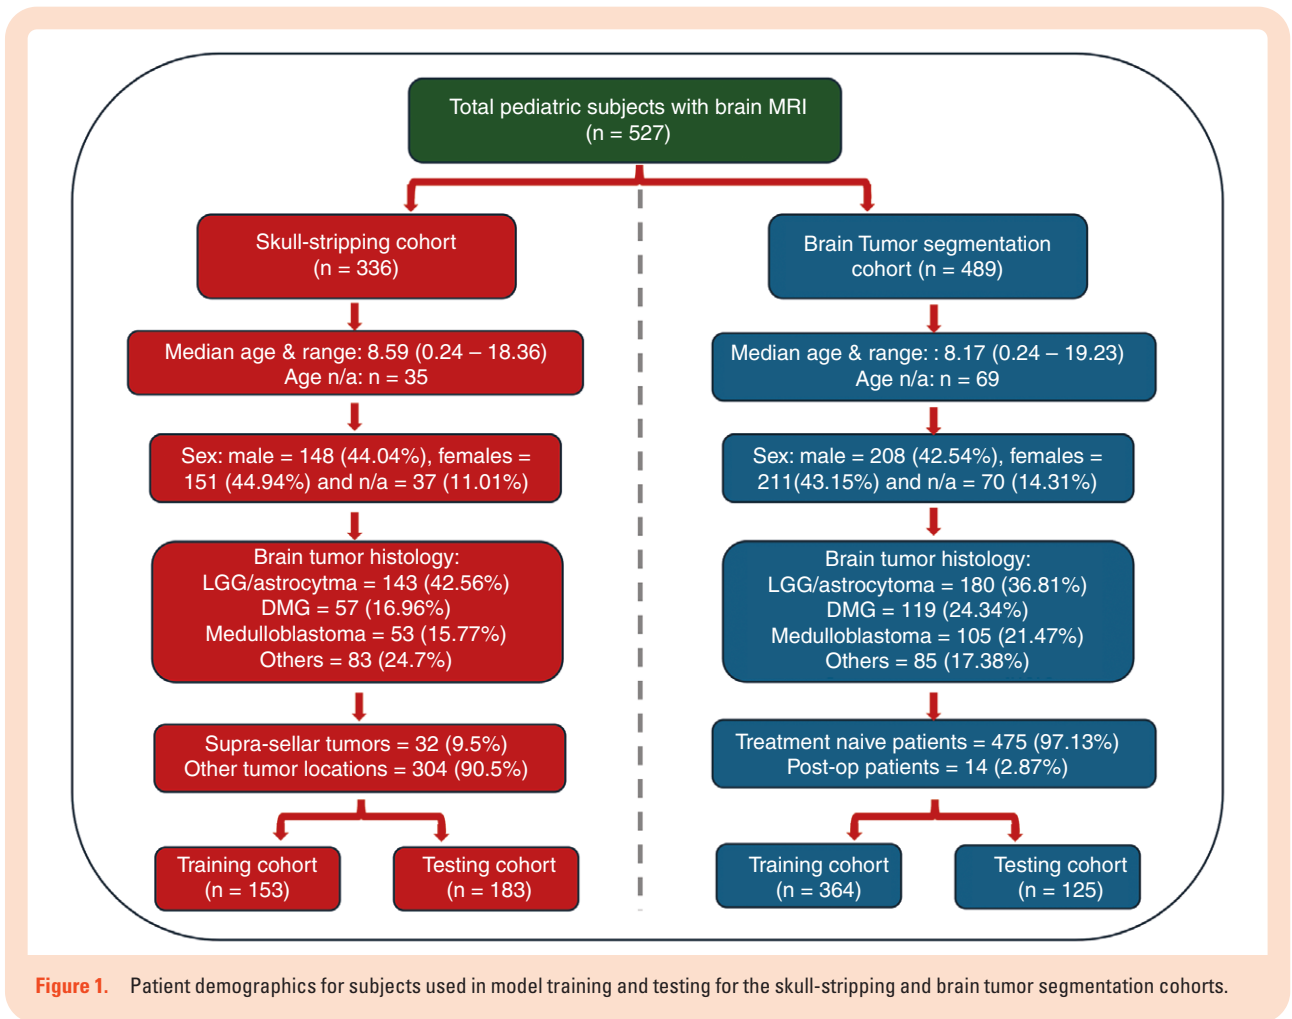 Total pediatric subjects with brain MRI
(n = 527)
Skull-stripping cohort
(n = 336)
Median age & range: 8.59 (0.24 – 18.36)
Age n/a: n = 35
Sex: male = 148 (44.04%), females =
151 (44.94%) and n/a = 37 (11.01%)
Brain tumor histology:
LGG/astrocytma = 143 (42.56%)
DMG = 57 (16.96%)
Medulloblastoma = 53 (15.77%)
Others = 83 (24.7%)
Supra-sellar tumors = 32 (9.5%)
Other tumor locations = 304 (90.5%)
Training cohort
(n = 153)
Testing cohort
(n = 183)
Brain Tumor segmentation
cohort (n = 489)
Median age & range: : 8.17 (0.24 – 19.23)
Age n/a: n = 69
Sex: male = 208 (42.54%), females =
211(43.15%) and n/a = 70 (14.31%)
Brain tumor histology:
LGG/astrocytoma = 180 (36.81%)
DMG = 119 (24.34%)
Medulloblastoma = 105 (21.47%)
Others = 85 (17.38%)
Treatment naive patients = 475 (97.13%)
Post-op patients = 14 (2.87%)
Training cohort
(n = 364)
Testing cohort
(n = 125)
Figure 1. Patient demographics for subjects used in model training and testing for the skull-stripping and brain tumor segmentation cohorts.